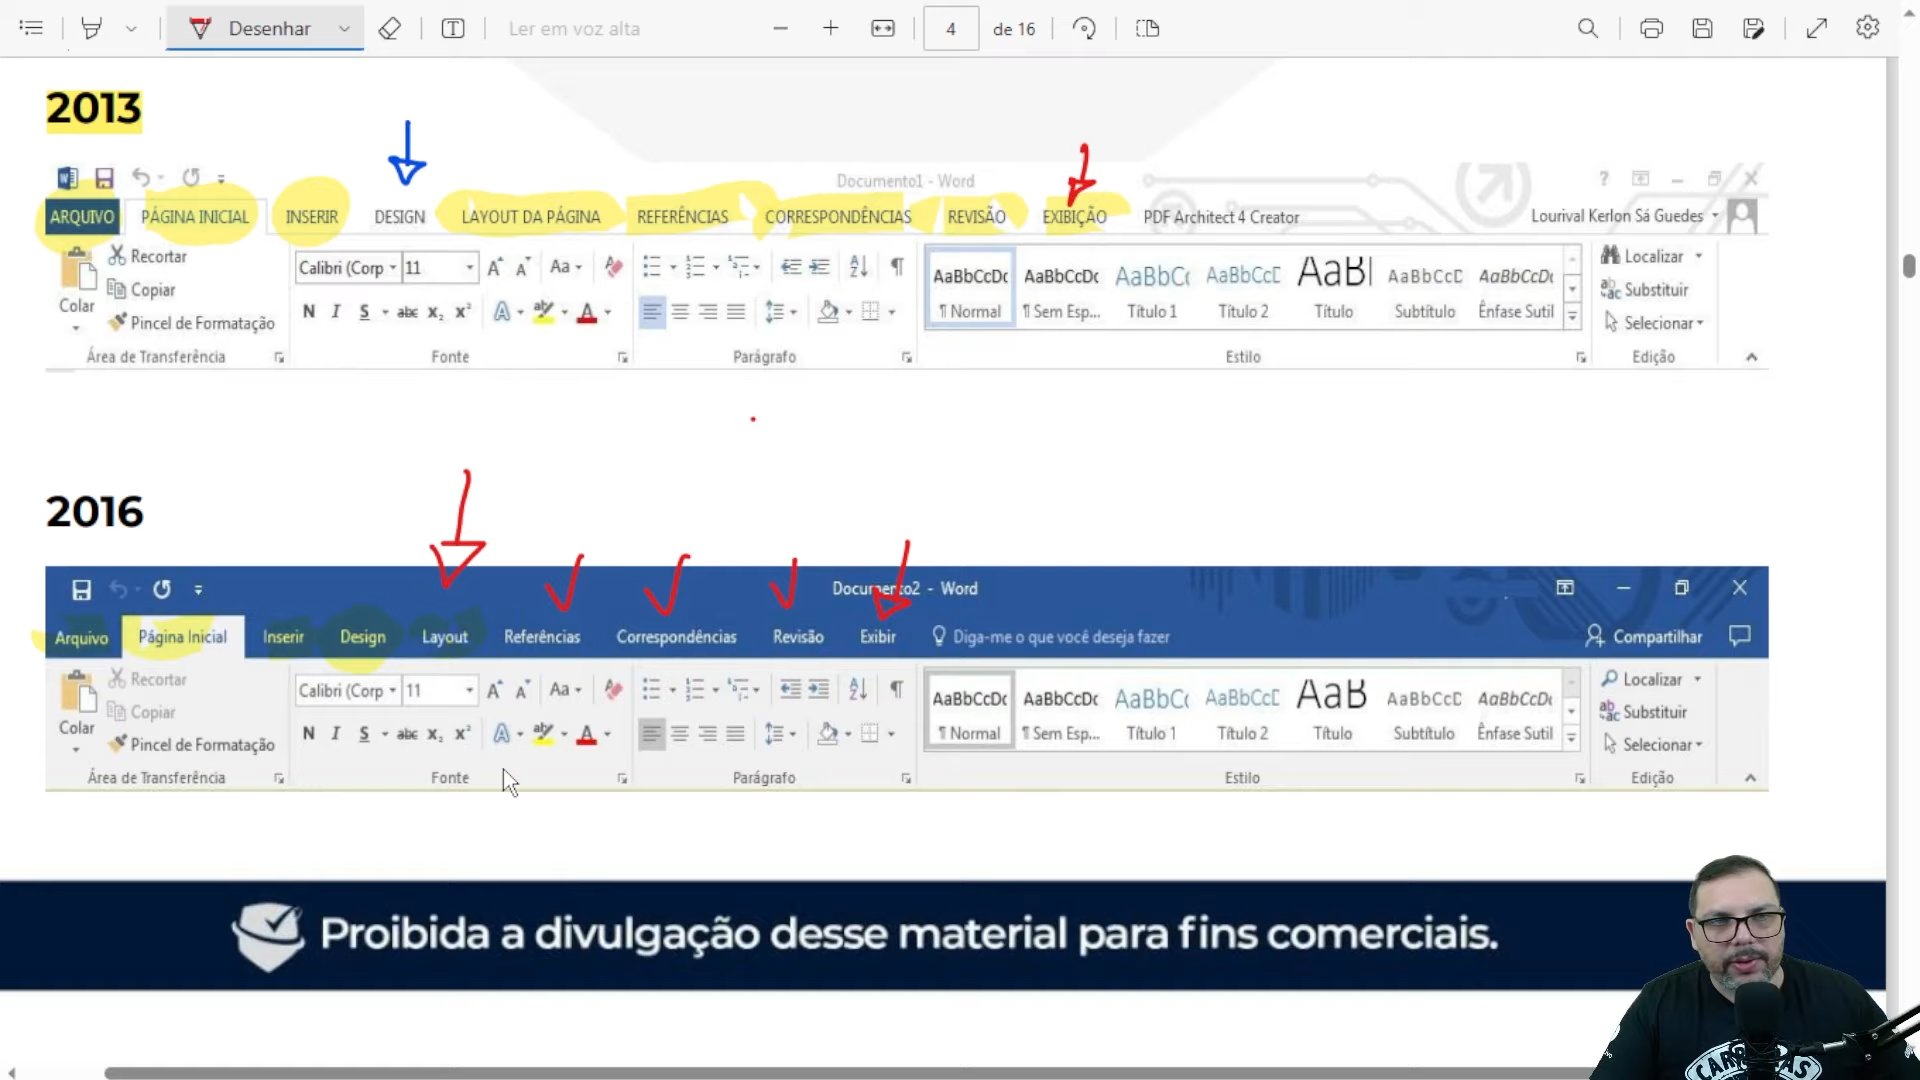 Desenhar
Ler em voz alta
4 de 16
2013
Documento1 - Word
ARQUIVO PÁGINA INICIAL INSERIR DESIGN LAYOUT DA PÁGINA REFERÊNCIAS CORRESPONDÊNCIAS REVISÃO EXIBIÇÃO PDF Architect 4 Creator Lourival Kerlon Sá Guedes
Colar
Recortar
Copiar
Pincel de Formatação
Calibri (Corp 11
Aa
N I S abc x₂ x² A ab A
AaBbCcDc AaBbCcDc AaBbC( AaBbCcD AaBl AaBbCcD AaBbCcDc
¶ Normal ¶ Sem Esp... Título 1 Título 2 Título Subtítulo Ênfase Sutil
Localizar
Substituir
Selecionar
Área de Transferência Fonte Parágrafo Estilo Edição
2016
Documento2 - Word
Arquivo Página Inicial Inserir Design Layout Referências Correspondências Revisão Exibir Diga-me o que você deseja fazer Compartilhar
Colar
Recortar
Copiar
Pincel de Formatação
Calibri (Corp 11
Aa
N I S abc x₂ x² A ab A
AaBbCcDc AaBbCcDc AaBbC( AaBbCcD AaB AaBbCcD AaBbCcDc
¶ Normal ¶ Sem Esp... Título 1 Título 2 Título Subtítulo Ênfase Sutil
Localizar
Substituir
Selecionar
Área de Transferência Fonte Parágrafo Estilo Edição
Proibida a divulgação desse material para fins comerciais.